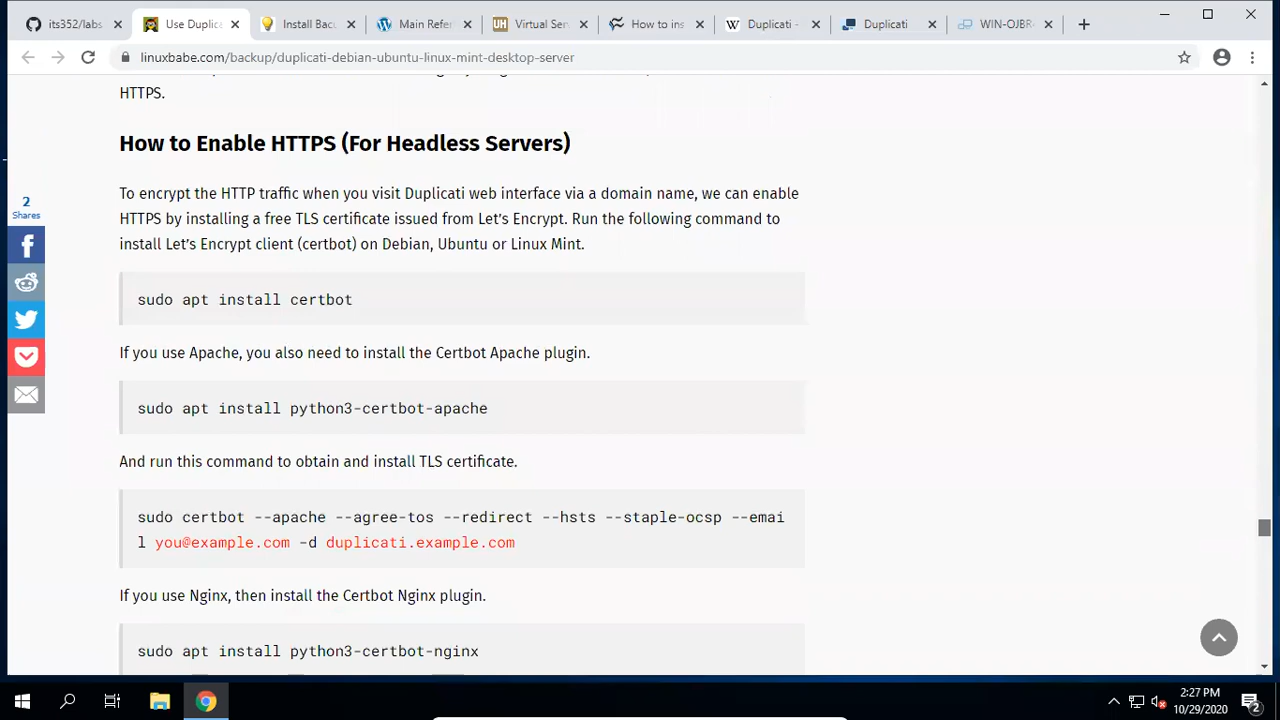 its352/labs
Use Duplica
Install Bac
Main Refer
Virtual Ser
How to ins
Duplicati -
Duplicati
WIN-OJBR-
linuxbabe.com/backup/duplicati-debian-ubuntu-linux-mint-desktop-server
HTTPS.
How to Enable HTTPS (For Headless Servers)
To encrypt the HTTP traffic when you visit Duplicati web interface via a domain name, we can enable
HTTPS by installing a free TLS certificate issued from Let's Encrypt. Run the following command to
install Let's Encrypt client (certbot) on Debian, Ubuntu or Linux Mint.
2
Shares
sudo apt install certbot
If you use Apache, you also need to install the Certbot Apache plugin.
sudo apt install python3-certbot-apache
And run this command to obtain and install TLS certificate.
sudo certbot --apache --agree-tos --redirect --hsts --staple-ocsp --emai
l you@example.com -d duplicati.example.com
If you use Nginx, then install the Certbot Nginx plugin.
sudo apt install python3-certbot-nginx
2:27 PM
10/29/2020
2